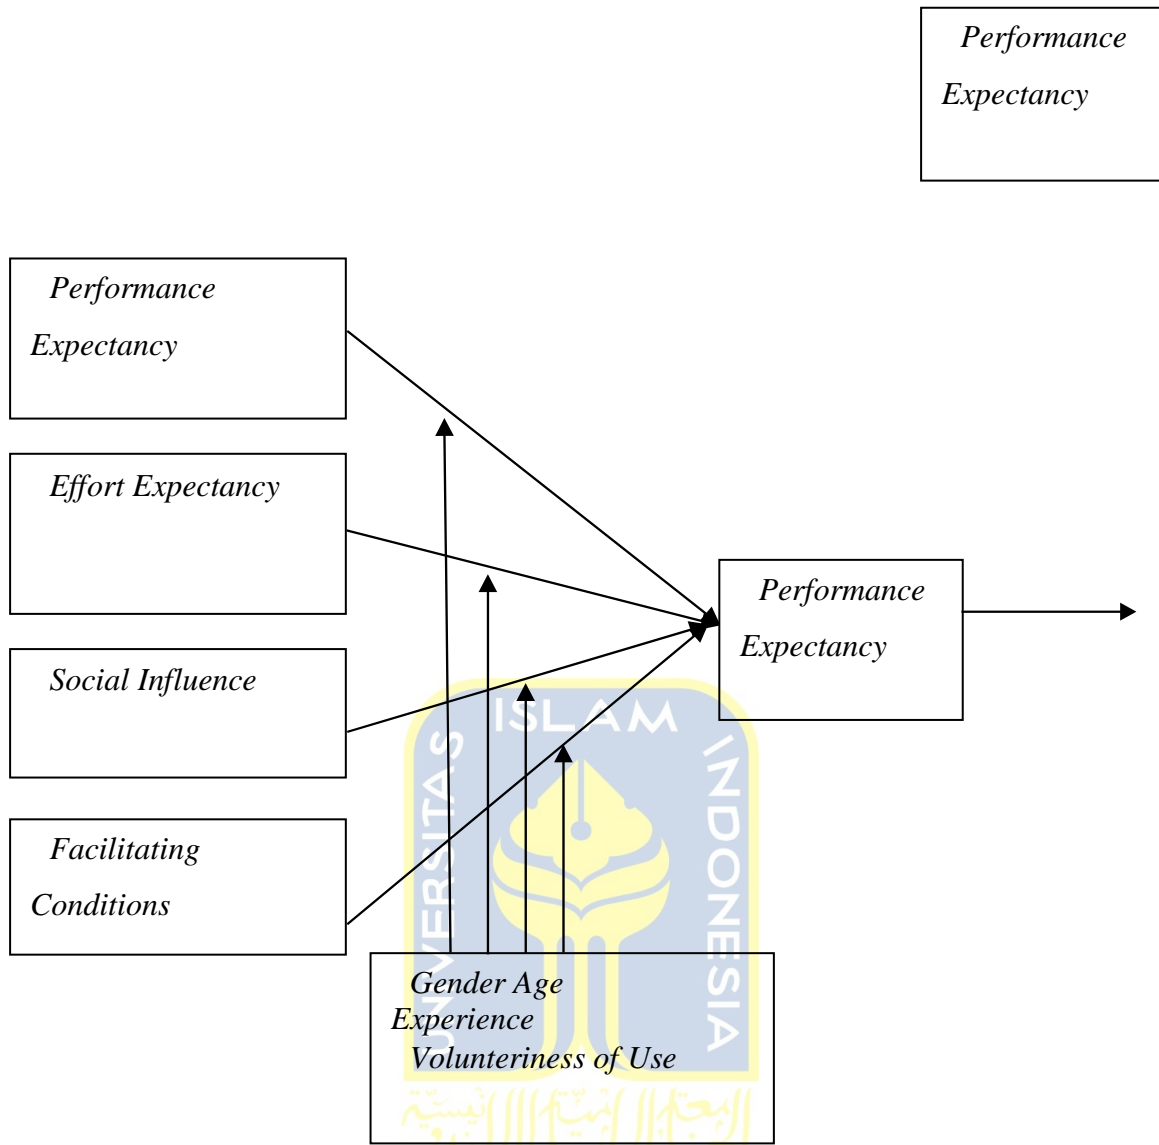 Performance
Expectancy
Performance
Expectancy
Effort Expectancy
Performance
Expectancy
Social Influence
ISLAM
UNIVERSITAS
INDONESIA
Facilitating
Conditions
Gender Age
Experience
Volunteriness of Use